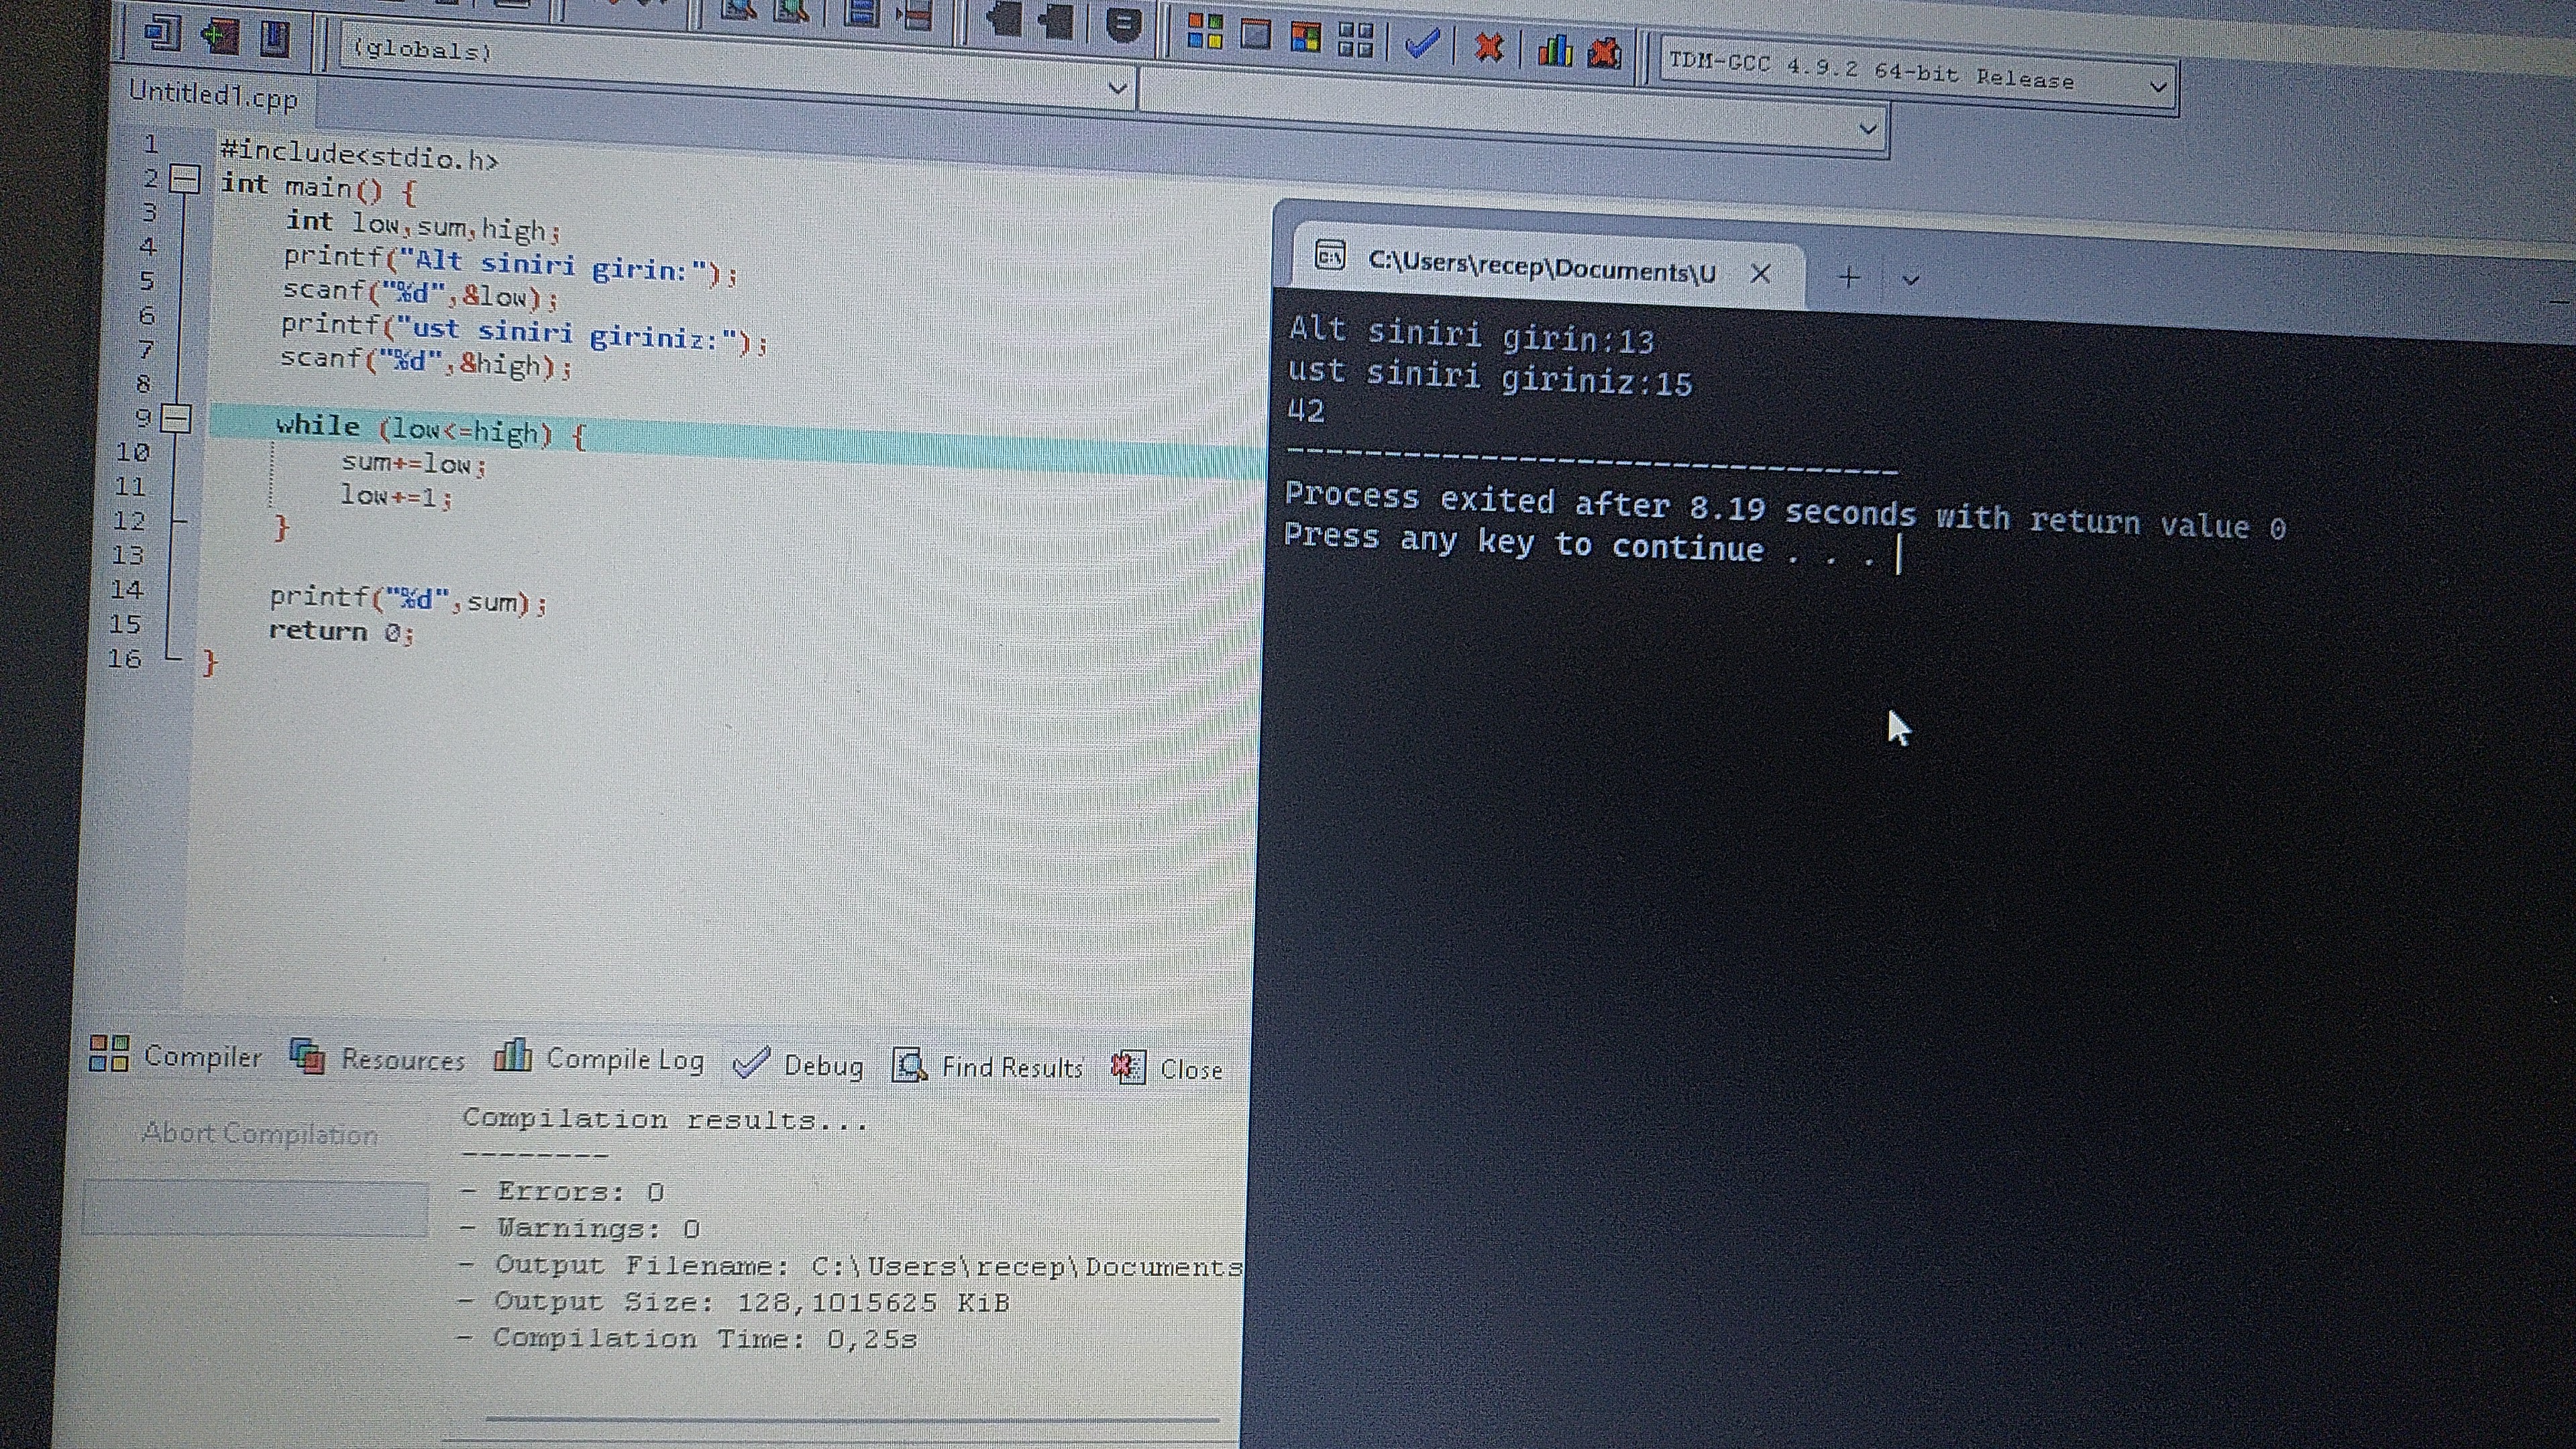 (globals)
TDM-GCC 4.9.2 64-bit Release
Untitled1.cpp
1 #include<stdio.h>
2 int main() {
3 int low,sum,high;
4 printf("Alt siniri girin:");
5 scanf("%d",&low);
6 printf("ust siniri giriniz:");
7 scanf("%d",&high);
8
9 while (low<=high) {
10 sum+=low;
11 low+=1;
12 }
13
14 printf("%d",sum);
15 return 0;
16 }
C:\Users\recep\Documents\U
Alt siniri girin:13
ust siniri giriniz:15
42
--------------------------------
Process exited after 8.19 seconds with return value 0
Press any key to continue . . .
Compiler Resources Compile Log Debug Find Results Close
Abort Compilation
Compilation results...
--------
- Errors: 0
- Warnings: 0
- Output Filename: C:\Users\recep\Documents
- Output Size: 128,1015625 KiB
- Compilation Time: 0,25s